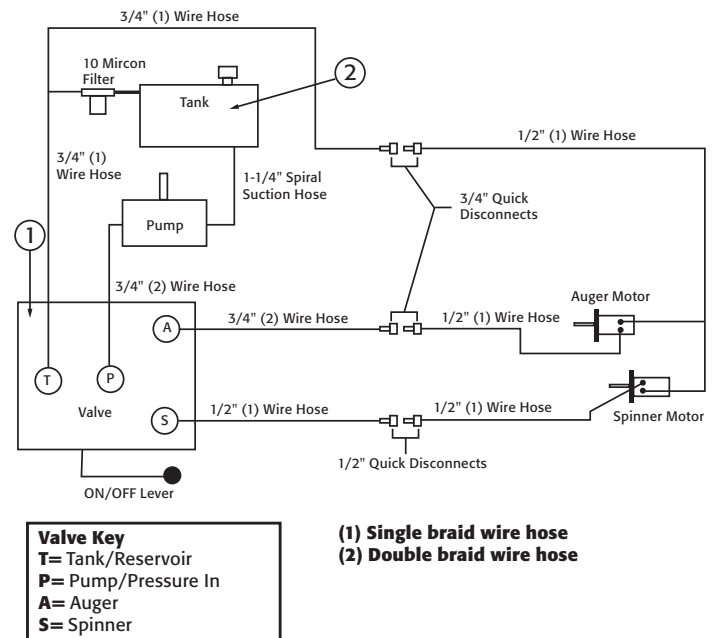 3/4" (1) Wire Hose
10 Mircon
Filter
2
Tank
1/2" (1) Wire Hose
3/4" (1)
Wire Hose
1-1/4" Spiral
Suction Hose
3/4" Quick
Disconnects
Pump
1
3/4" (2) Wire Hose
Auger Motor
A
3/4" (2) Wire Hose
1/2" (1) Wire Hose
T
P
Valve
S
1/2" (1) Wire Hose
1/2" (1) Wire Hose
Spinner Motor
1/2" Quick Disconnects
ON/OFF Lever
Valve Key
T= Tank/Reservoir
P= Pump/Pressure In
A= Auger
S= Spinner
(1) Single braid wire hose
(2) Double braid wire hose